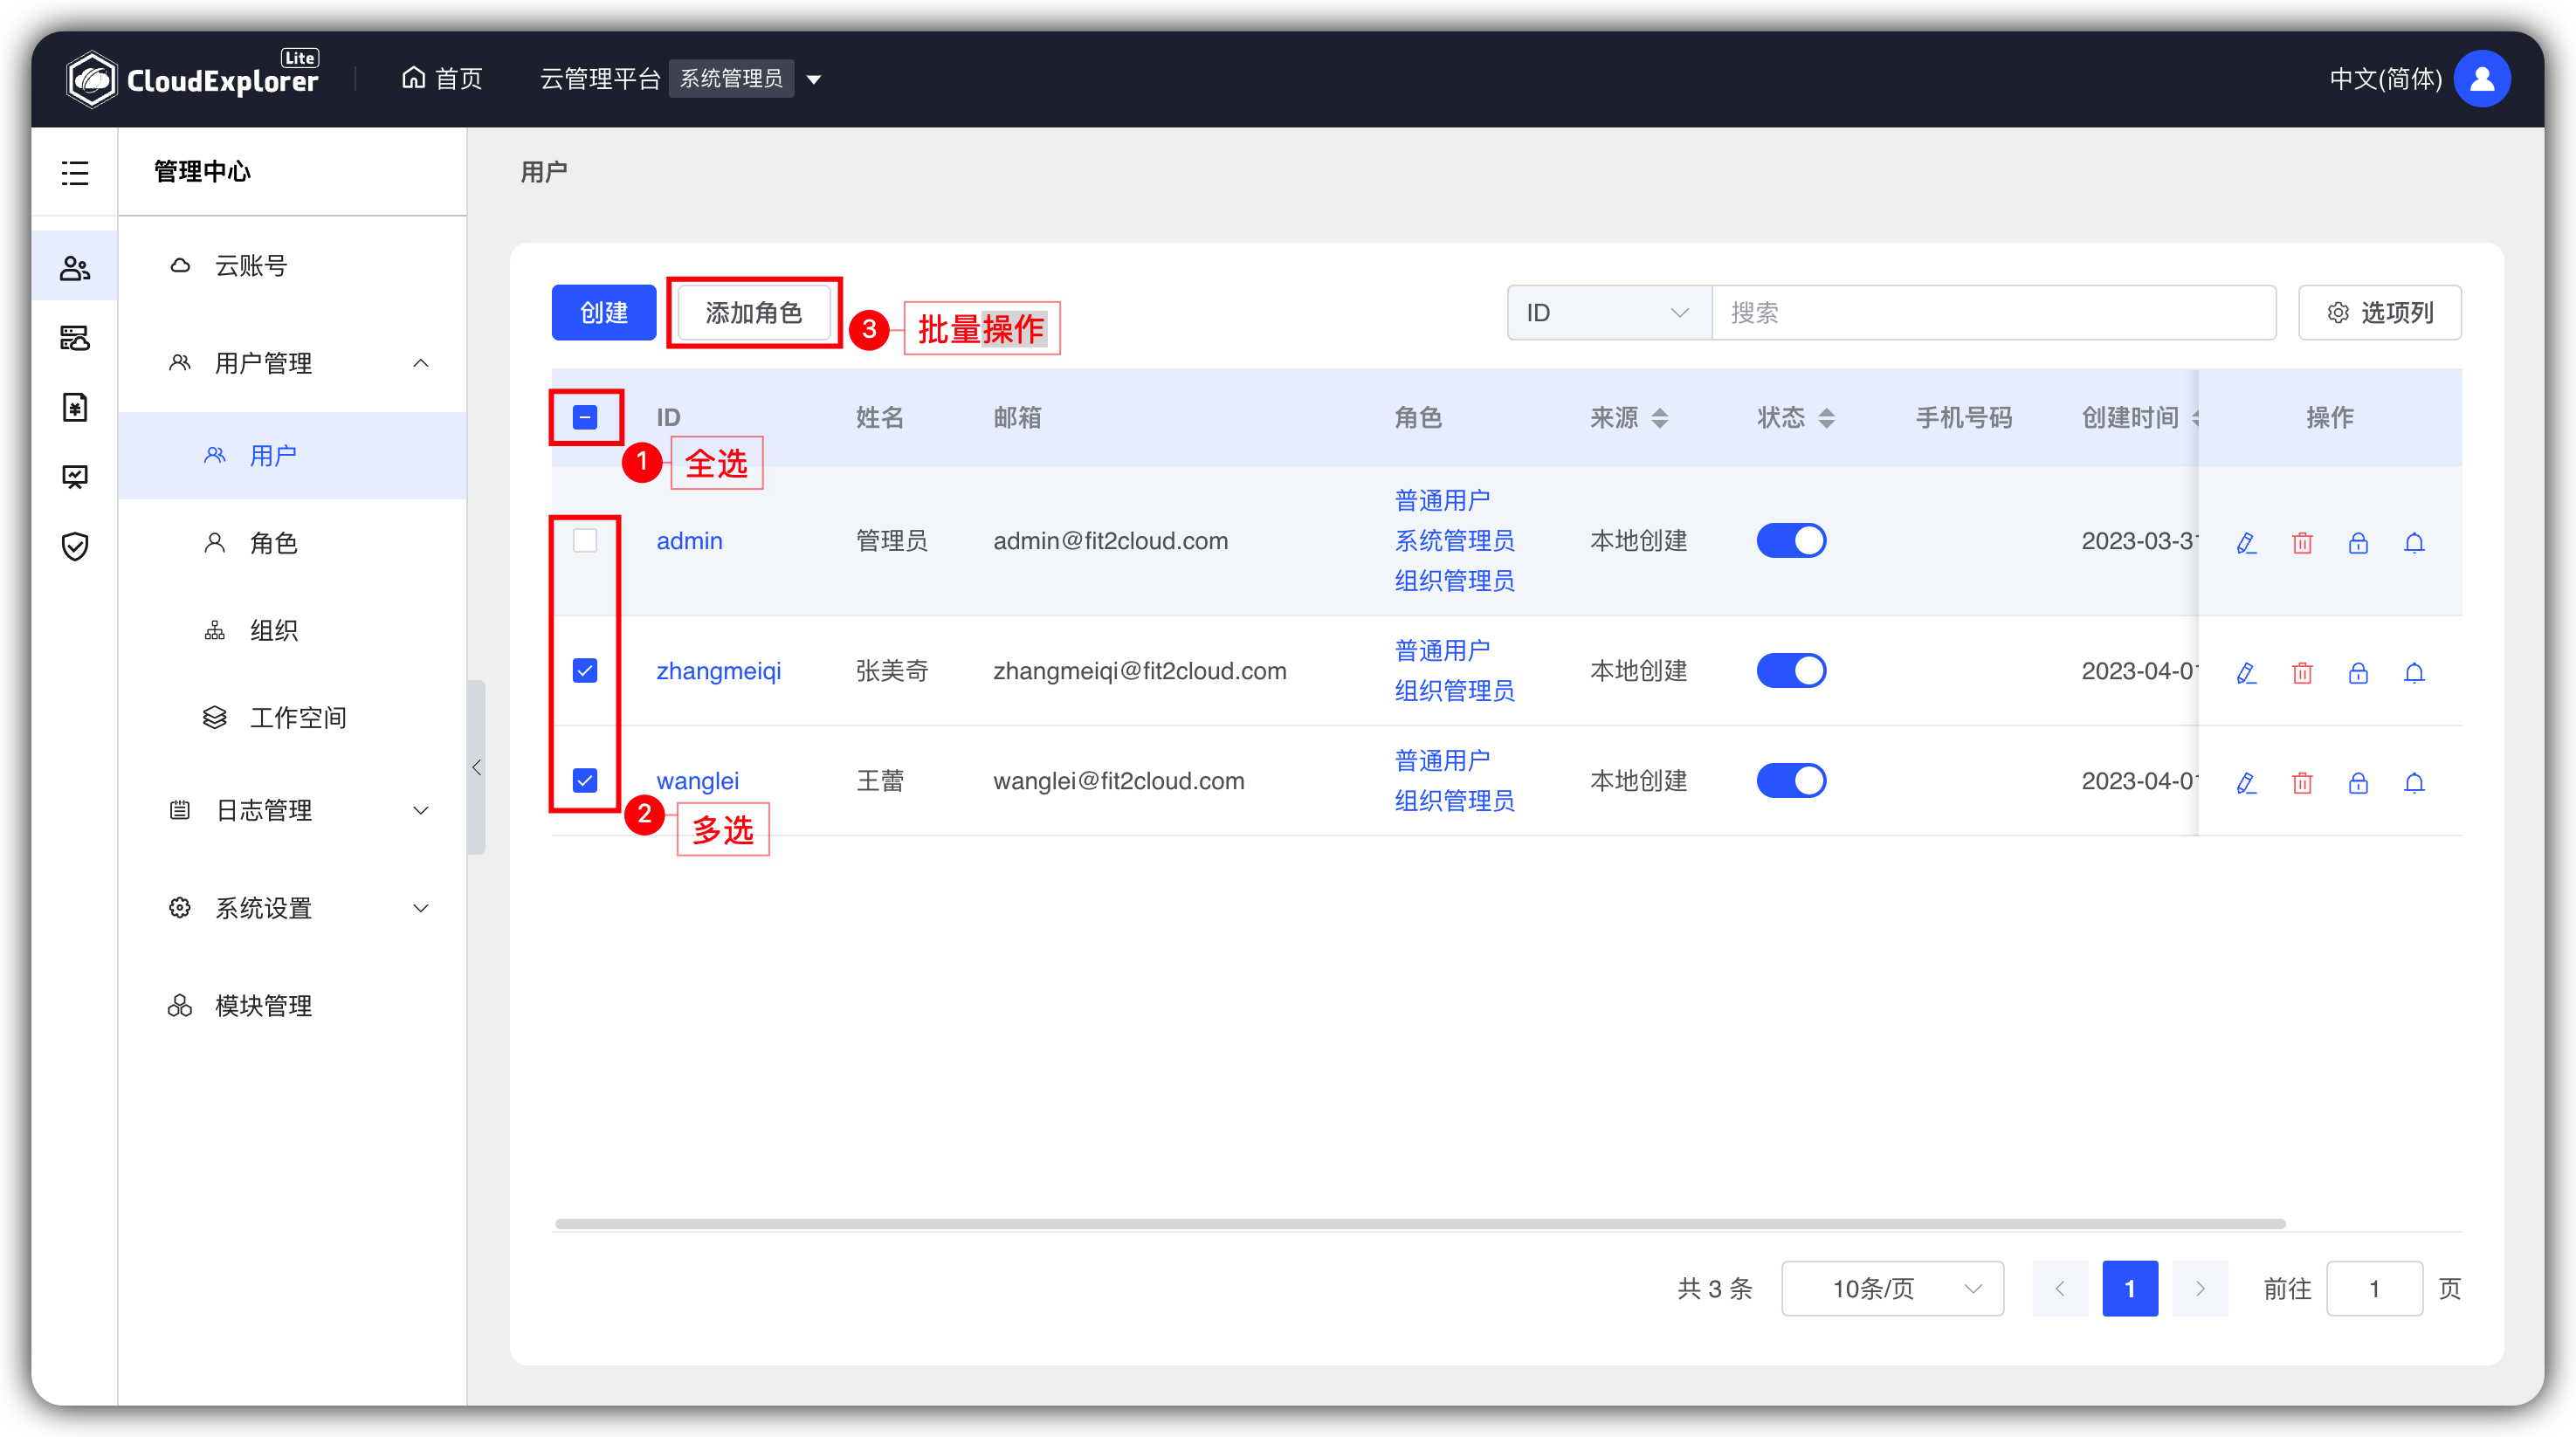 CloudExplorer Lite
首页
云管理平台 系统管理员
中文(简体)
管理中心
云账号
用户管理
用户
角色
组织
工作空间
日志管理
系统设置
模块管理
用户
创建 添加角色 3 批量操作 ID 搜索 选项列
ID 姓名 邮箱 角色 来源 状态 手机号码 创建时间 操作
1 全选
admin 管理员 admin@fit2cloud.com 普通用户
系统管理员
组织管理员 本地创建 2023-03-31
zhangmeiqi 张美奇 zhangmeiqi@fit2cloud.com 普通用户
组织管理员 本地创建 2023-04-01
wanglei 王蕾 wanglei@fit2cloud.com 普通用户
组织管理员 本地创建 2023-04-01
2 多选
共 3 条 10条/页 1 前往 1 页